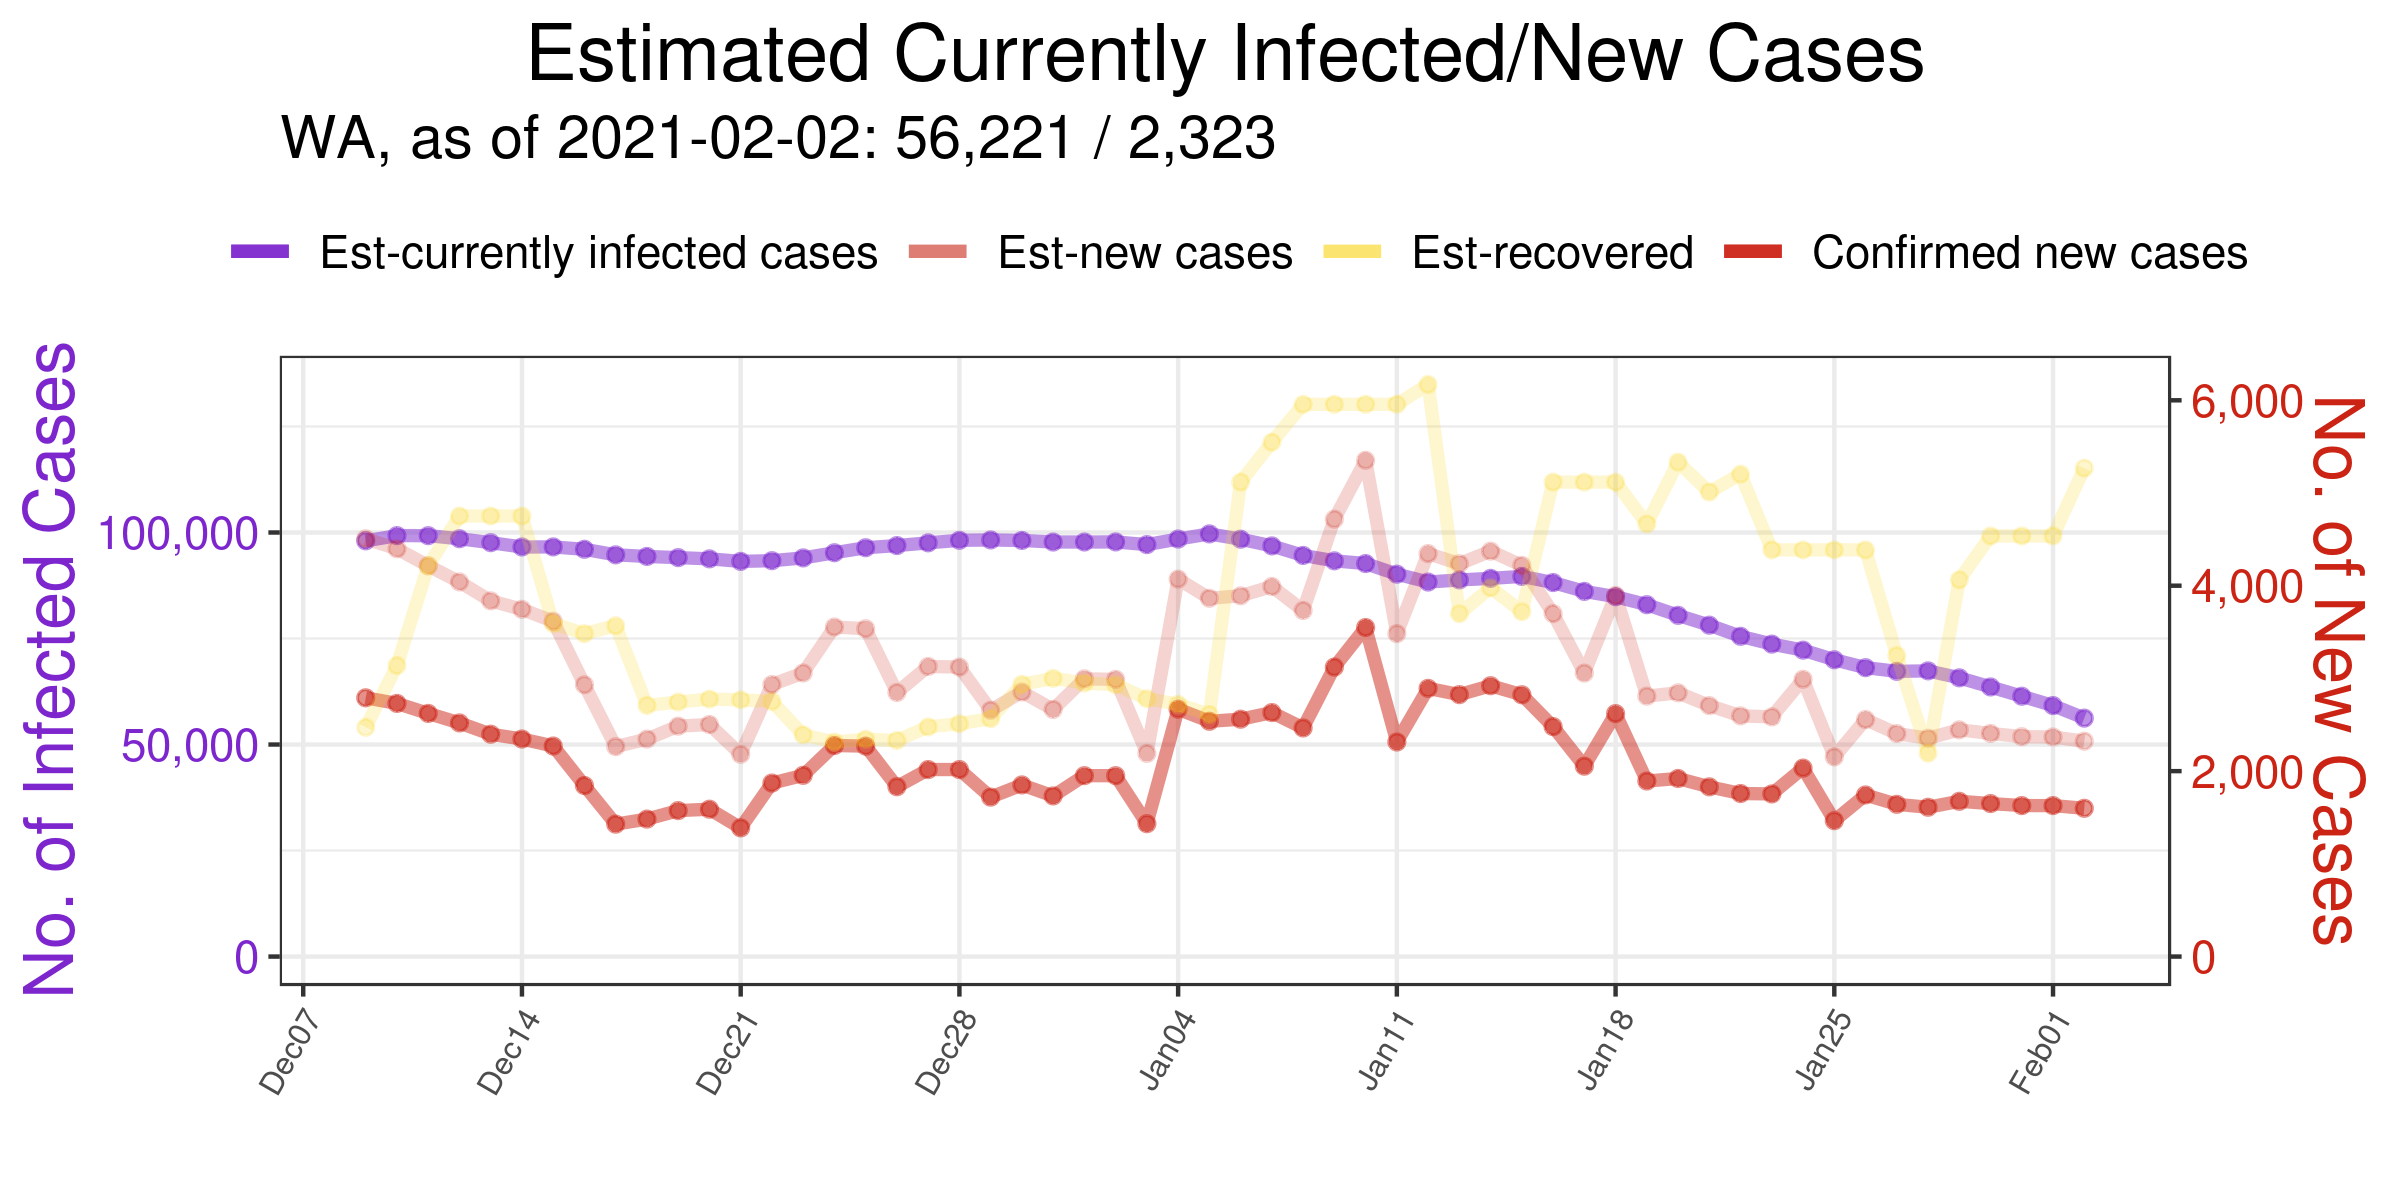 Estimated Currently Infected/New Cases
WA, as of 2021-02-02: 56,221 / 2,323
Est-currently infected cases Est-new cases Est-recovered Confirmed new cases
No. of Infected Cases
100,000
50,000
0
6,000
4,000
2,000
0
No. of New Cases
Dec07 Dec14 Dec21 Dec28 Jan04 Jan11 Jan18 Jan25 Feb01